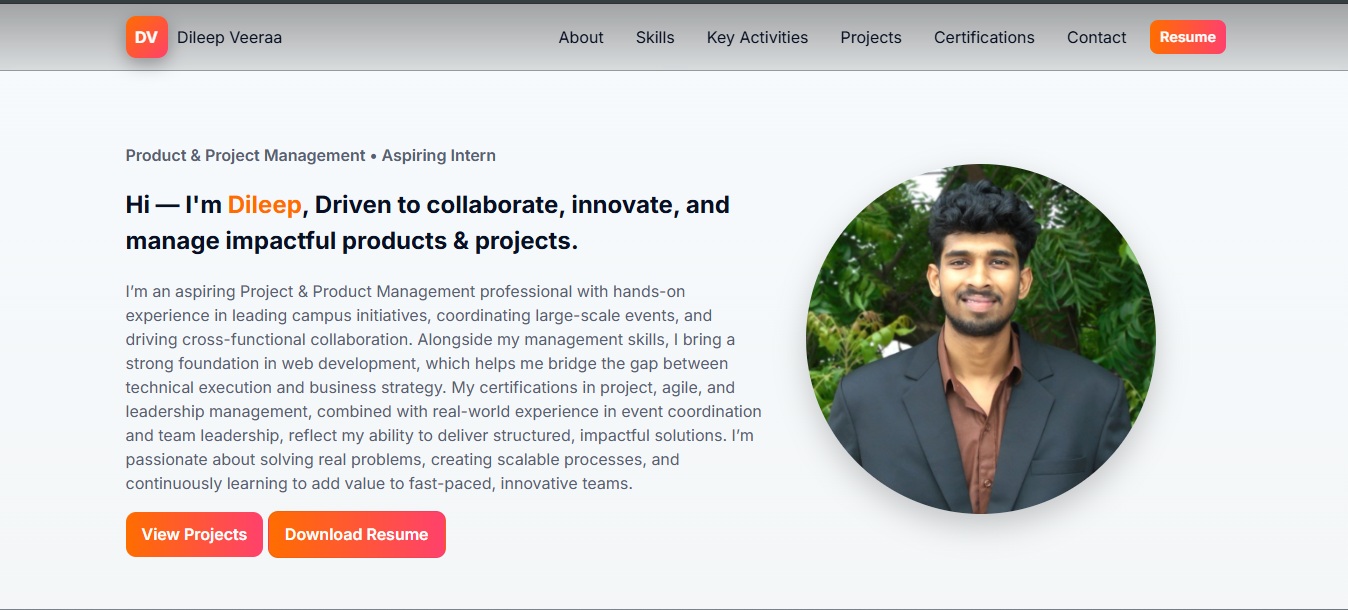 DV Dileep Veeraa About Skills Key Activities Projects Certifications Contact Resume
Product & Project Management • Aspiring Intern
Hi — I'm Dileep, Driven to collaborate, innovate, and
manage impactful products & projects.
I’m an aspiring Project & Product Management professional with hands-on
experience in leading campus initiatives, coordinating large-scale events, and
driving cross-functional collaboration. Alongside my management skills, I bring a
strong foundation in web development, which helps me bridge the gap between
technical execution and business strategy. My certifications in project, agile, and
leadership management, combined with real-world experience in event coordination
and team leadership, reflect my ability to deliver structured, impactful solutions. I’m
passionate about solving real problems, creating scalable processes, and
continuously learning to add value to fast-paced, innovative teams.
View Projects Download Resume